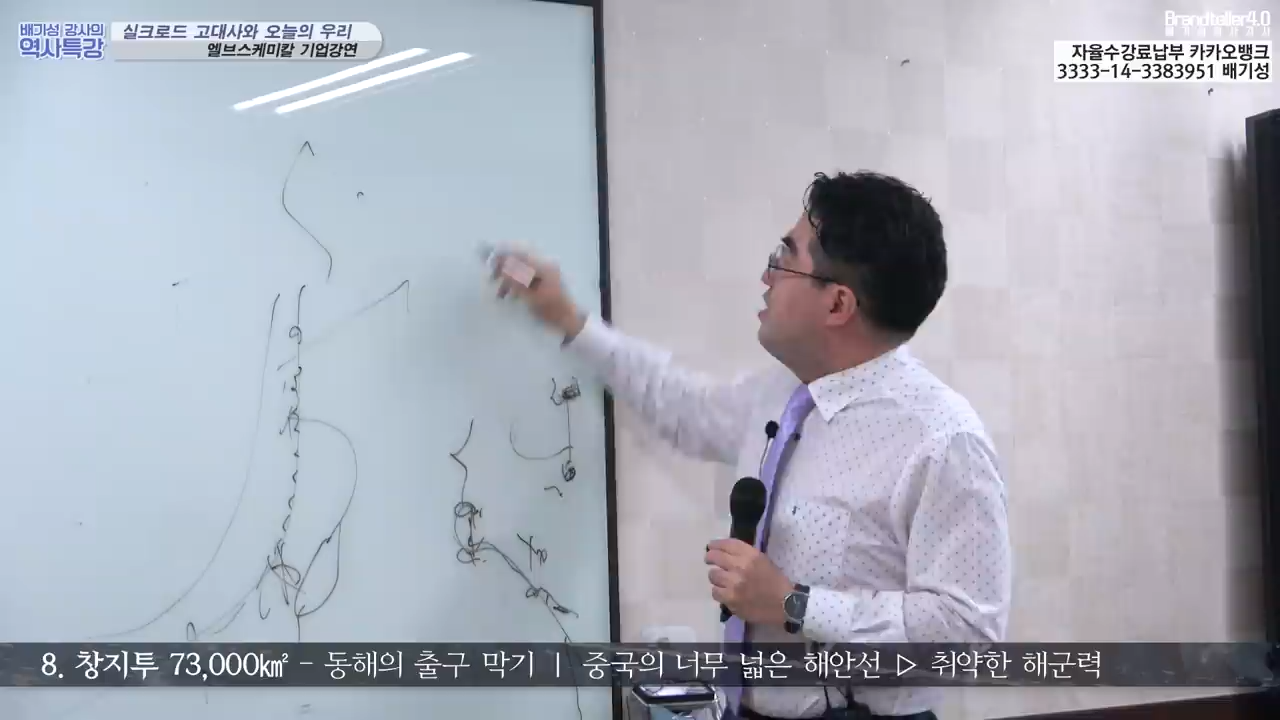 배기성 강사의
역사특강
실크로드 고대사와 오늘의 우리
엘브스케미칼 기업강연
Brandteller4.0
자율수강료납부 카카오뱅크
3333-14-3383951 배기성
8. 창지투 73,000㎢ - 동해의 출구 막기 | 중국의 너무 넓은 해안선 ▷ 취약한 해군력